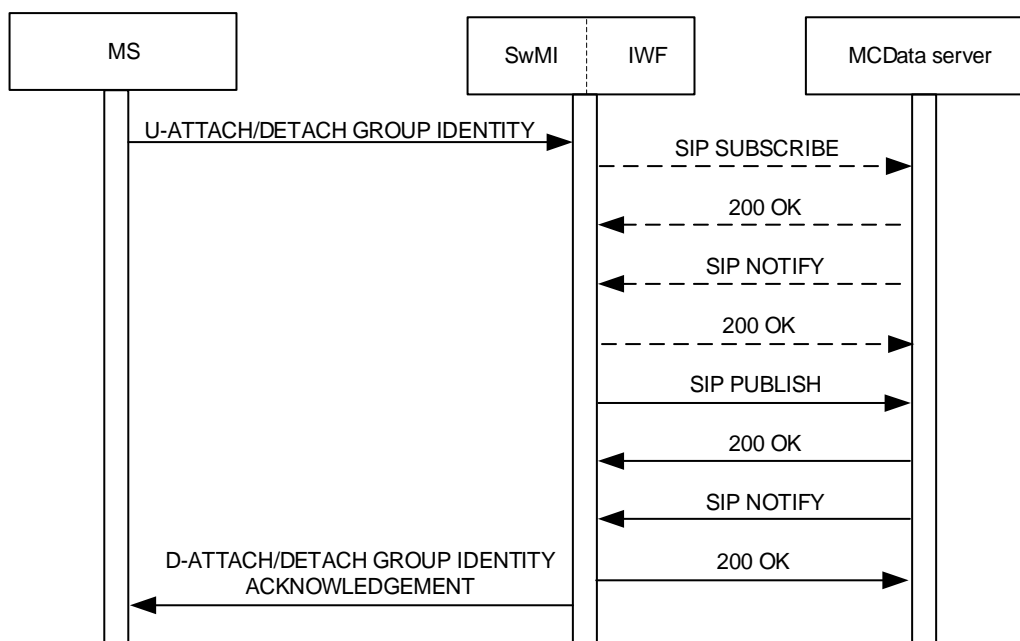 MS
SwMI
IWF
MCData server
U-ATTACH/DETACH GROUP IDENTITY
SIP SUBSCRIBE
200 OK
SIP NOTIFY
200 OK
SIP PUBLISH
200 OK
SIP NOTIFY
200 OK
D-ATTACH/DETACH GROUP IDENTITY
ACKNOWLEDGEMENT